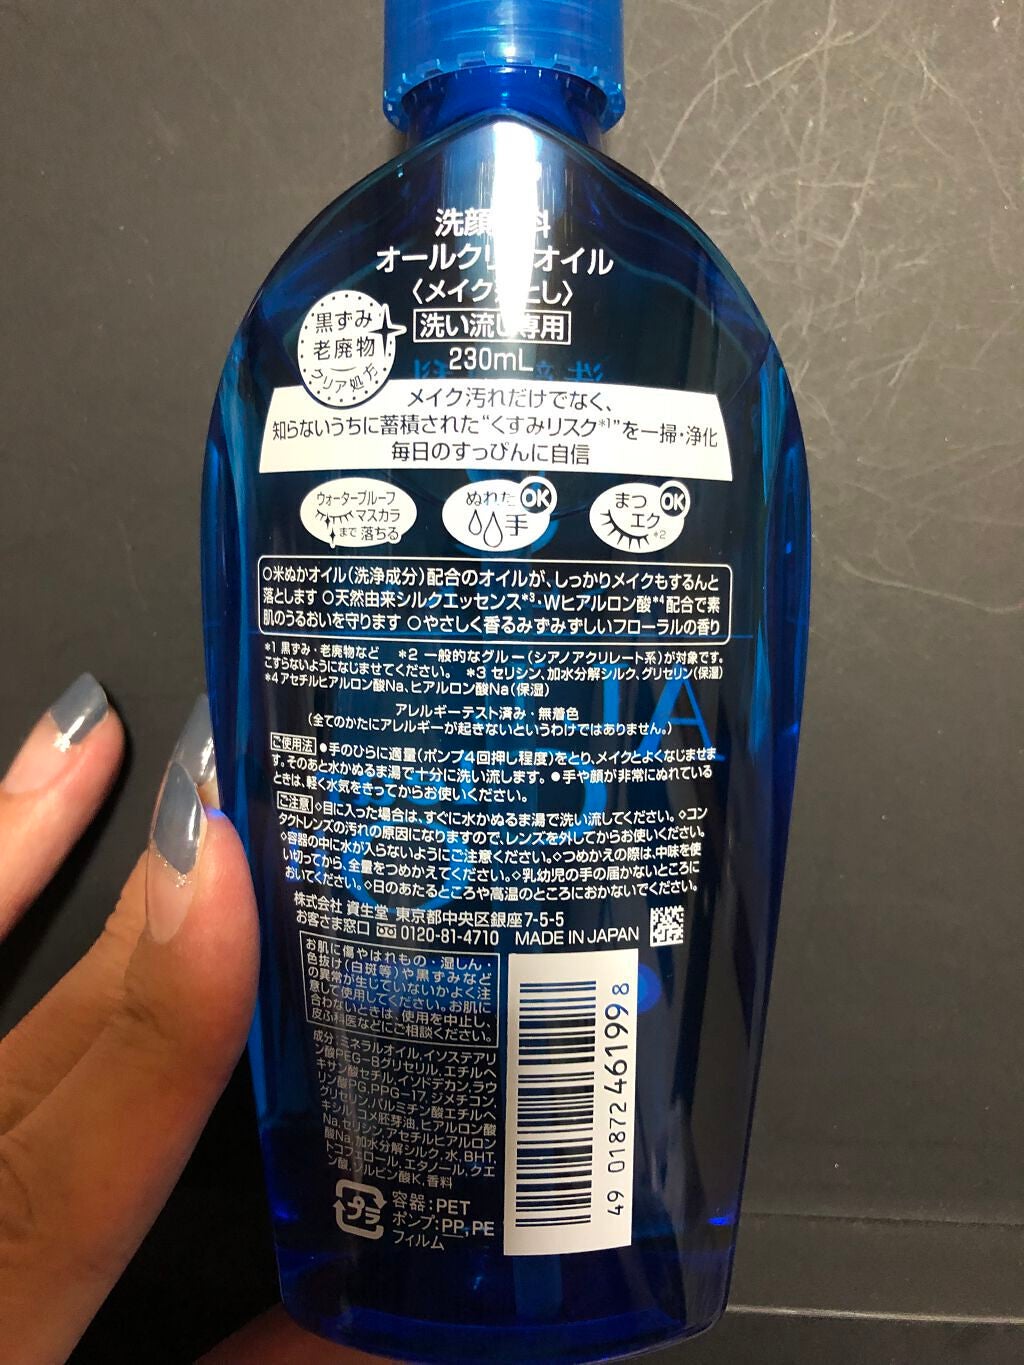 洗顔 料
オールクリ オイル
〈メイク落とし〉
洗い流し専用
230mL
黒ずみ
老廃物
クリア処方
メイク汚れだけでなく、
知らないうちに蓄積された“くすみリスク*1”を一掃・浄化
毎日のすっぴんに自信
ウォータープルーフ
マスカラ
まで落ちる
ぬれた
手
OK
まつ
エク*2
OK
○米ぬかオイル(洗浄成分)配合のオイルが、しっかりメイクもするんと
落とします ○天然由来シルクエッセンス*3・Wヒアルロン酸*4配合で素
肌のうるおいを守ります ○やさしく香るみずみずしいフローラルの香り
*1 黒ずみ・老廃物など *2 一般的なグルー(シアノアクリレート系)が対象です。
こすらないようになじませてください。 *3 セリシン、加水分解シルク、グリセリン(保湿)
*4 アセチルヒアルロン酸Na、ヒアルロン酸Na(保湿)
アレルギーテスト済み・無着色
(全てのかたにアレルギーが起きないというわけではありません。)
ご使用法 ●手のひらに適量(ポンプ4回押し程度)をとり、メイクとよくなじませま
す。そのあと水かぬるま湯で十分に洗い流します。●手や顔が非常にぬれている
ときは、軽く水気をきってからお使いください。
ご注意 ◇目に入った場合は、すぐに水かぬるま湯で洗い流してください。◇コン
タクトレンズの汚れの原因になりますので、レンズを外してからお使いください。
◇容器の中に水が入らないようにご注意ください。◇つめかえの際は、中味を使
い切ってから、全量をつめかえてください。◇乳幼児の手の届かないところに
おいてください。◇日のあたるところや高温のところにおかないでください。
株式会社 資生堂 東京都中央区銀座7-5-5
お客さま窓口 0120-81-4710 MADE IN JAPAN
お肌に傷やはれもの・湿しん・
色抜け(白斑等)や黒ずみなど
の異常が生じていないかよく注
意して使用してください。お肌に
合わないときは、使用を中止し、
皮ふ科医などにご相談ください。
成分:ミネラルオイル,イソステアリ
ン酸PEG-8グリセリル,エチルヘ
キサン酸セチル,イソドデカン,ラウ
リン酸PG,PPG-17,ジメチコン,
グリセリン,パルミチン酸エチルヘ
キシル,コメ胚芽油,ヒアルロン酸
Na,セリシン,アセチルヒアルロン
酸Na,加水分解シルク,水,BHT,
トコフェロール,エタノール,クエ
ン酸,ソルビン酸K,香料
プラ
容器:PET
ポンプ:PP,PE
フィルム
49 01872 461998